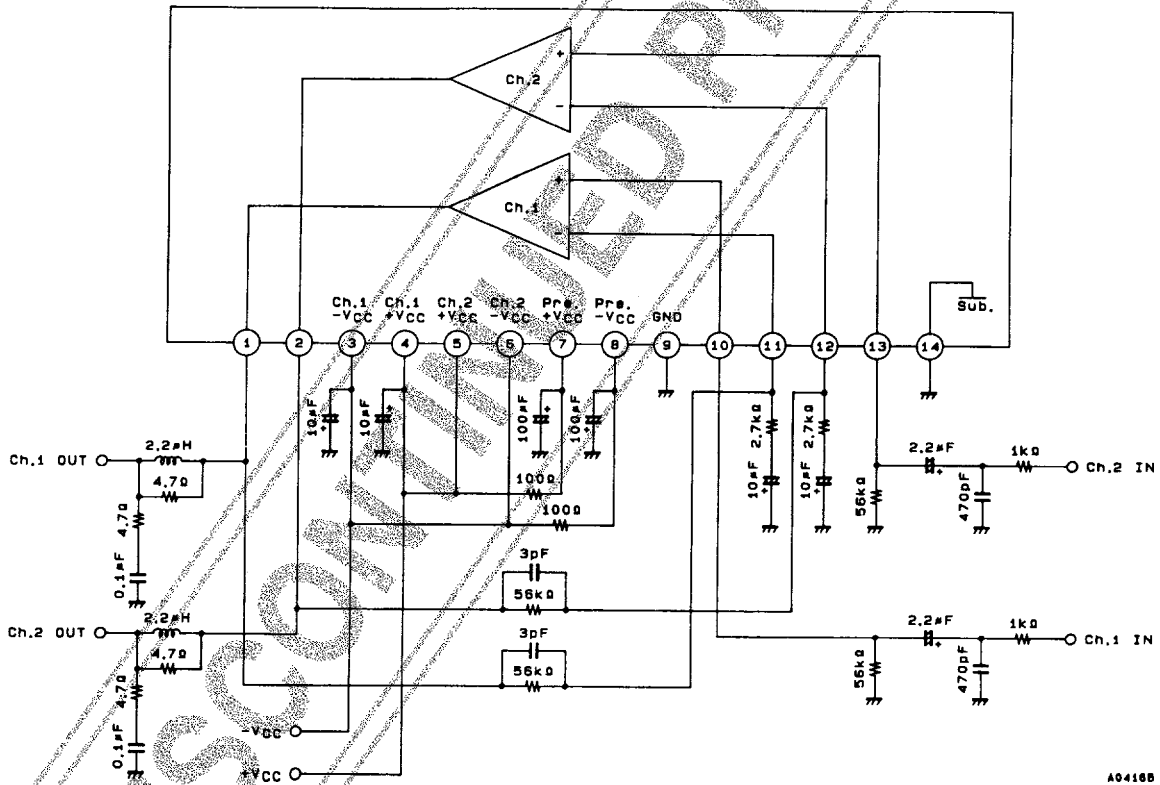 Ch.2
+
−
Ch.1
+
−
Ch.1 −VCC
Ch.1 +VCC
Ch.2 +VCC
Ch.2 −VCC
Pre. +VCC
Pre. −VCC
GND
Sub.
1 2 3 4 5 6 7 8 9 10 11 12 13 14
10µF
10µF
100µF
100µF
2.7kΩ
2.7kΩ
10µF
10µF
2.2µH
Ch.1 OUT
4.7Ω
4.7Ω
0.1µF
100Ω
100Ω
2.2µF
1kΩ
Ch.2 IN
56kΩ
470pF
3pF
56kΩ
2.2µH
Ch.2 OUT
4.7Ω
4.7Ω
0.1µF
3pF
56kΩ
2.2µF
1kΩ
Ch.1 IN
56kΩ
470pF
−VCC
+VCC
A04168
SCONTINUED P